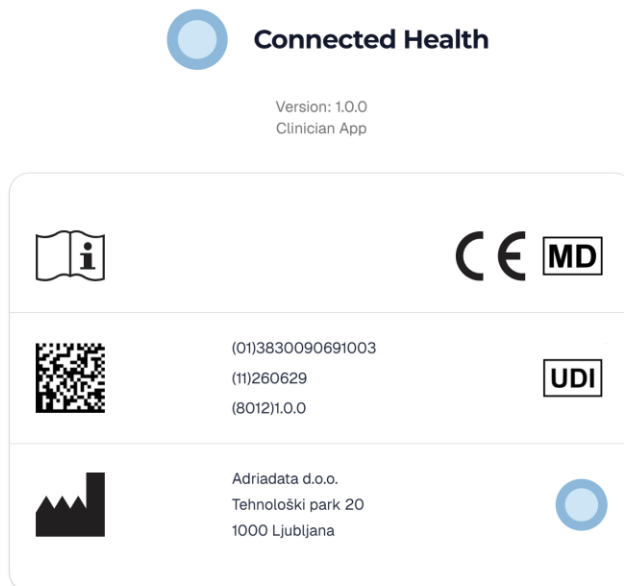 Connected Health
Version: 1.0.0
Clinician App
i
CE MD
(01)3830090691003
(11)260629
(8012)1.0.0
UDI
Adriadata d.o.o.
Tehnološki park 20
1000 Ljubljana